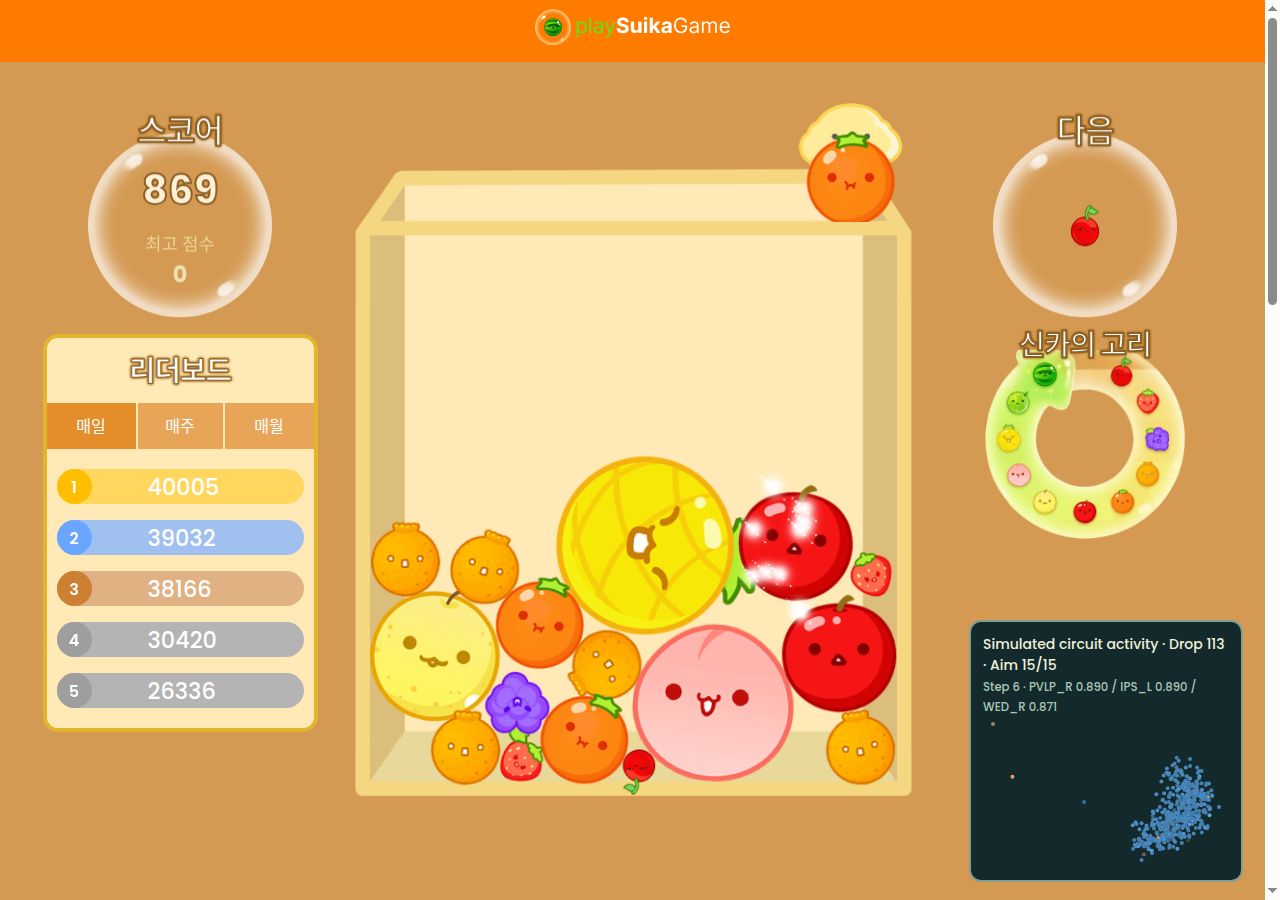 playSuikaGame
스코어
869
최고 점수
0
다음
신카의 고리
리더보드
매일
매주
매월
1 40005
2 39032
3 38166
4 30420
5 26336
Simulated circuit activity · Drop 113
· Aim 15/15
Step 6 · PVLP_R 0.890 / IPS_L 0.890 /
WED_R 0.871